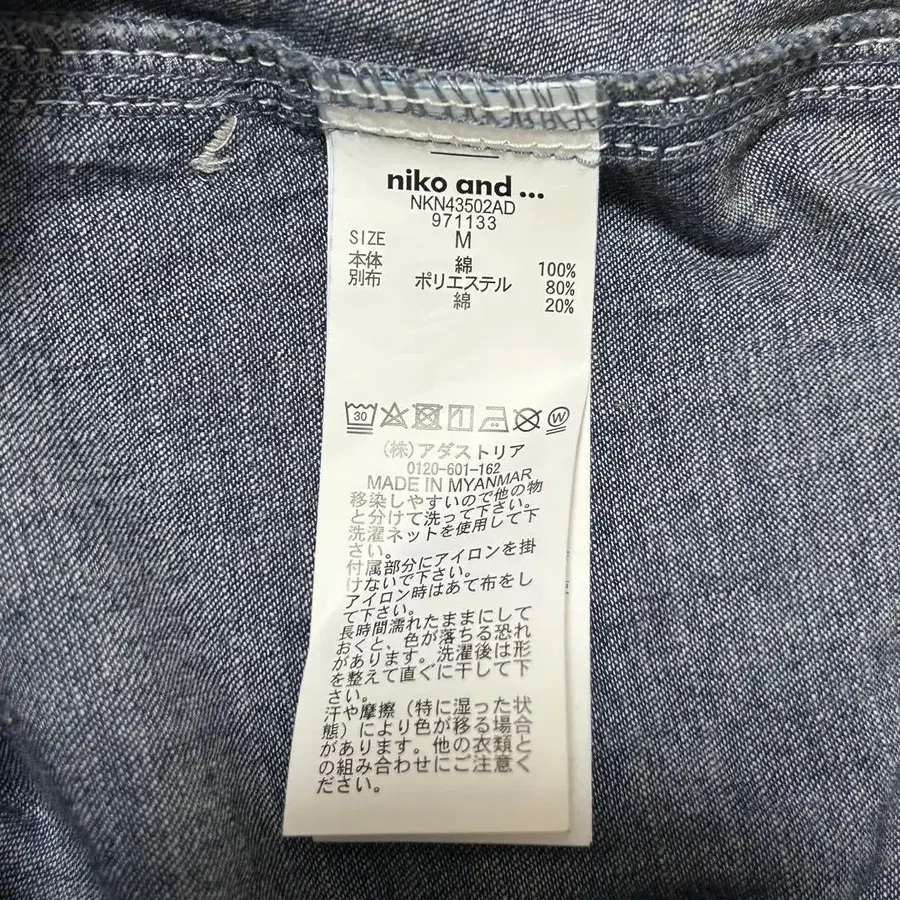 niko and ...
NKN43502AD
971133
SIZE M
本体 綿 100%
別布 ポリエステル 80%
綿 20%
30 W
(株)アダストリア
0120-601-162
MADE IN MYANMAR
移染しやすいので他の物
と分けて洗って下さい。
洗濯ネットを使用して下
さい。
付属部分にアイロンを掛
けないで下さい。
アイロン時はあて布をし
て下さい。
長時間濡れたままにして
おくと、色が落ちる恐れ
があります。洗濯後は形
を整えて直ぐに干して下
さい。
汗や摩擦(特に湿った状
態)により色が移る場合
があります。他の衣類と
の組み合わせにご注意く
ださい。